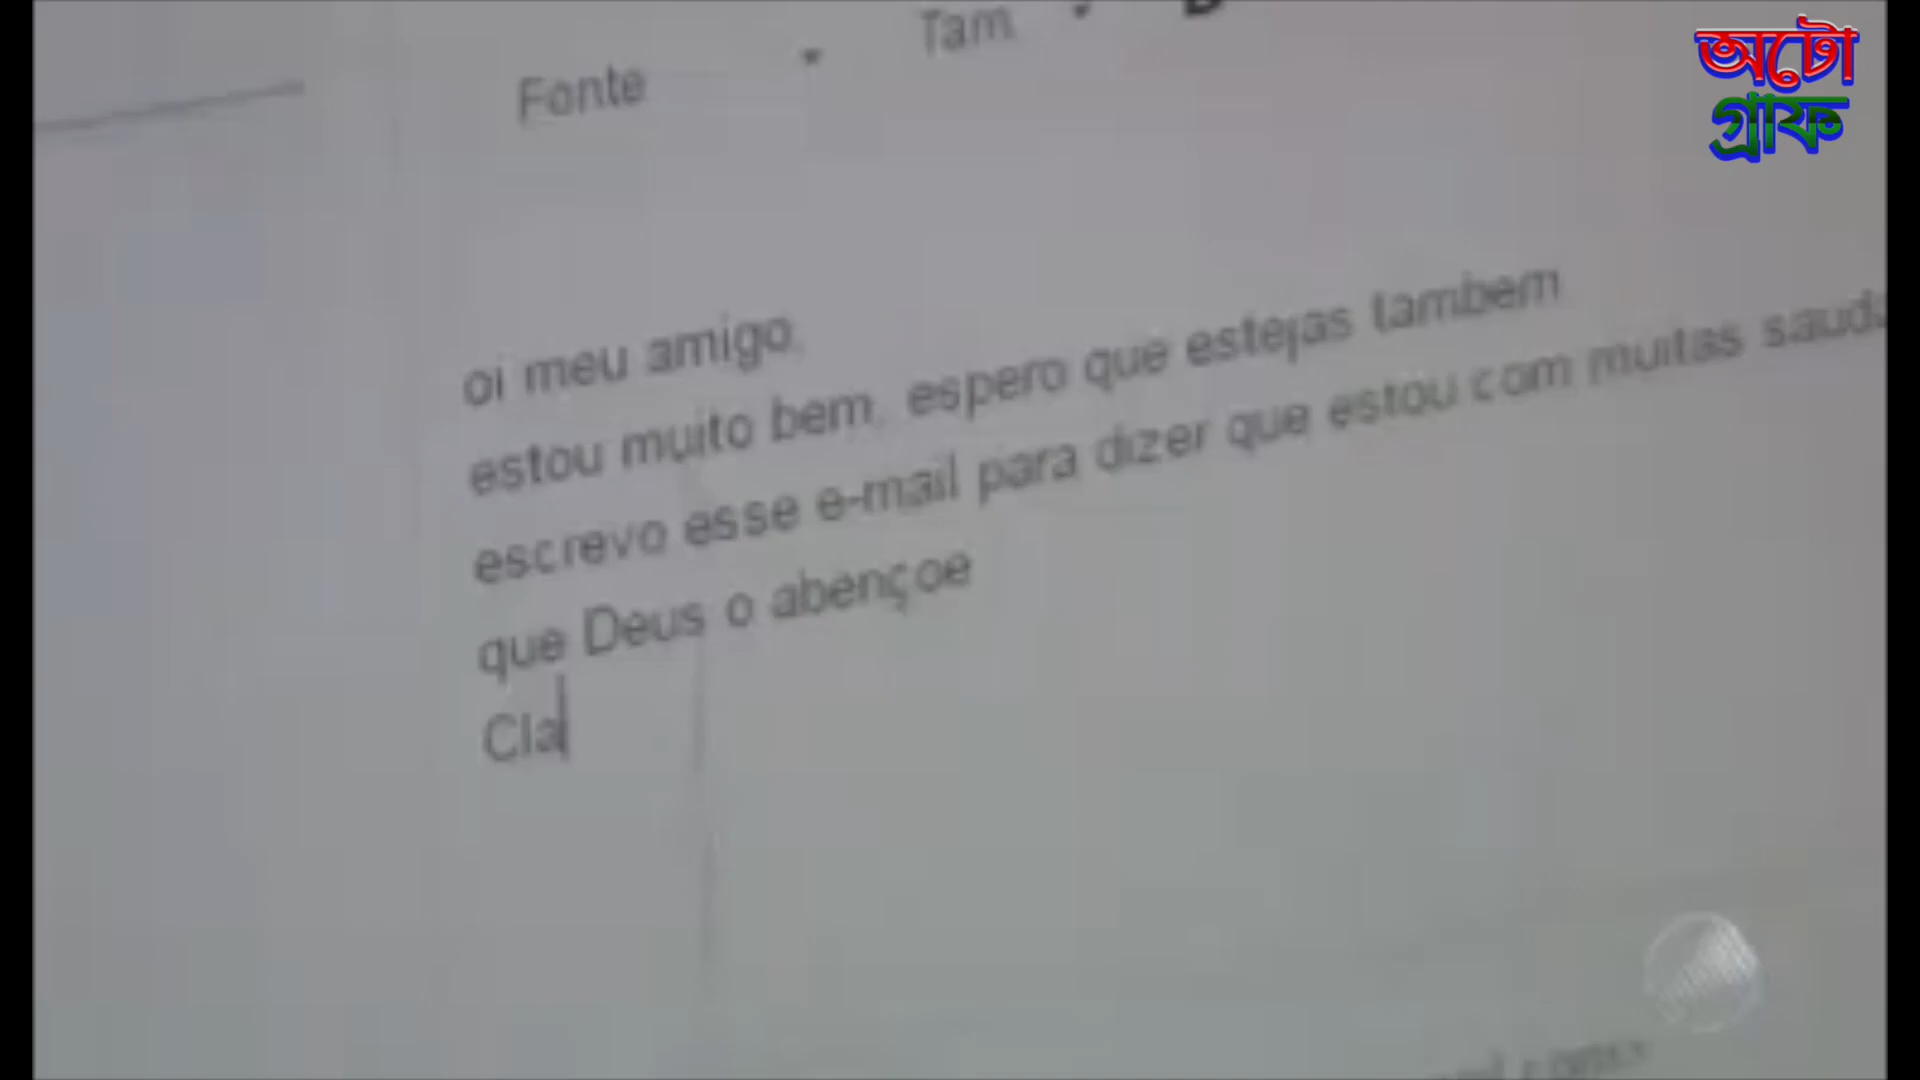 Fonte Tam B
অটো
গ্রাফ
oi meu amigo,
estou muito bem, espero que estejas tambem
escrevo esse e-mail para dizer que estou com muitas
que Deus o abençoe
Cla